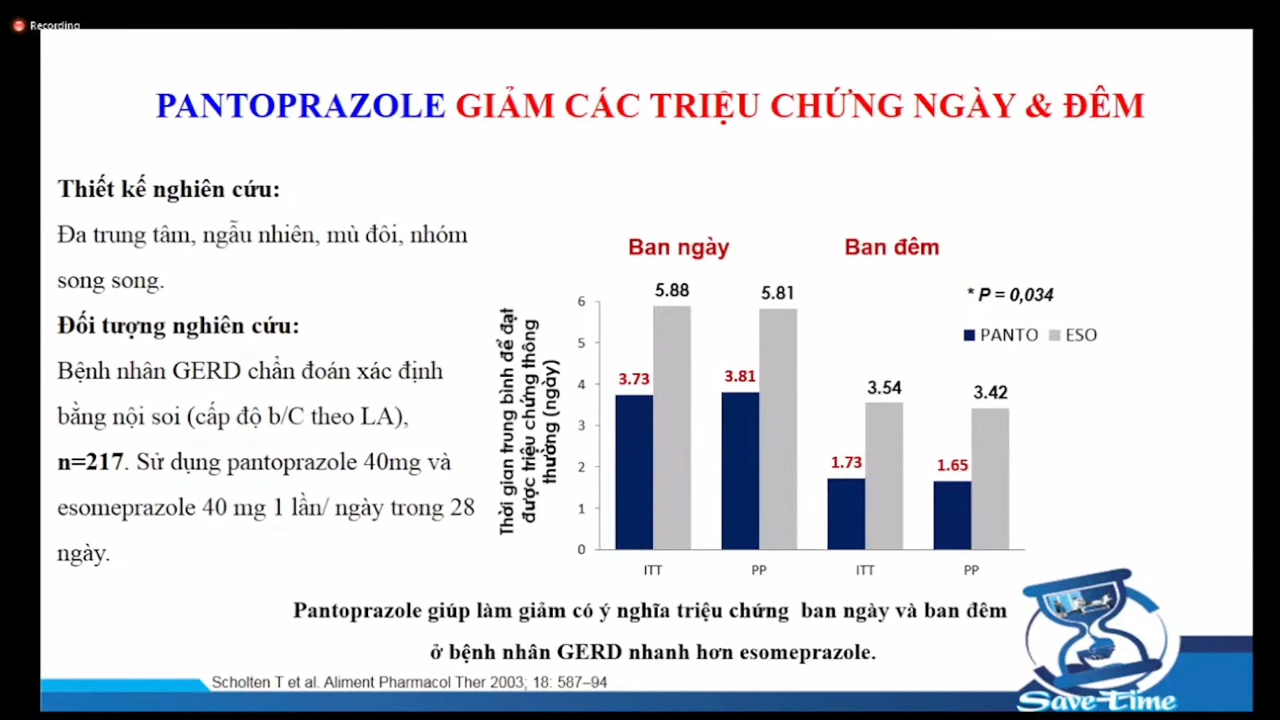 Recording
PANTOPRAZOLE GIẢM CÁC TRIỆU CHỨNG NGÀY & ĐÊM
Thiết kế nghiên cứu:
Đa trung tâm, ngẫu nhiên, mù đôi, nhóm
song song.
Đối tượng nghiên cứu:
Bệnh nhân GERD chẩn đoán xác định
bằng nội soi (cấp độ b/C theo LA),
n=217. Sử dụng pantoprazole 40mg và
esomeprazole 40 mg 1 lần/ ngày trong 28
ngày.
Ban ngày
Ban đêm
* P = 0,034
PANTO
ESO
Thời gian trung bình để đạt
được triệu chứng thông
thường (ngày)
6
5
4
3
2
1
0
3.73
5.88
3.81
5.81
1.73
3.54
1.65
3.42
ITT
PP
ITT
PP
Pantoprazole giúp làm giảm có ý nghĩa triệu chứng ban ngày và ban đêm
ở bệnh nhân GERD nhanh hơn esomeprazole.
Scholten T et al. Aliment Pharmacol Ther 2003; 18: 587–94
Save-Time